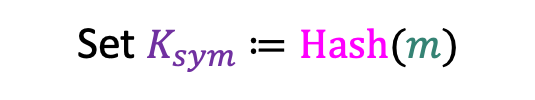 Set K_sym := Hash(m)